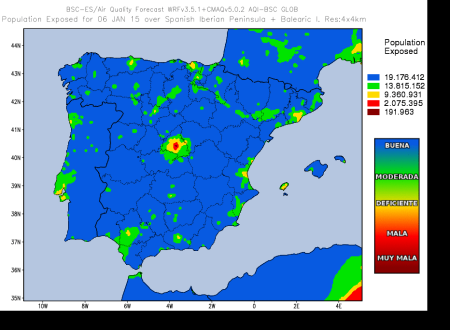 BSC-ES/Air Quality Forecast WRFv3.5.1+CMAQv5.0.2 AQI-BSC GLOB
Population Exposed for 06 JAN 15 over Spanish Iberian Peninsula + Balearic I. Res:4x4km
Population
Exposed
19.176.412
13.815.152
9.360.931
2.075.395
191.963
BUENA
MODERADA
DEFICIENTE
MALA
MUY MALA
44N
43N
42N
41N
40N
39N
38N
37N
36N
35N
10W 8W 6W 4W 2W 0 2E 4E